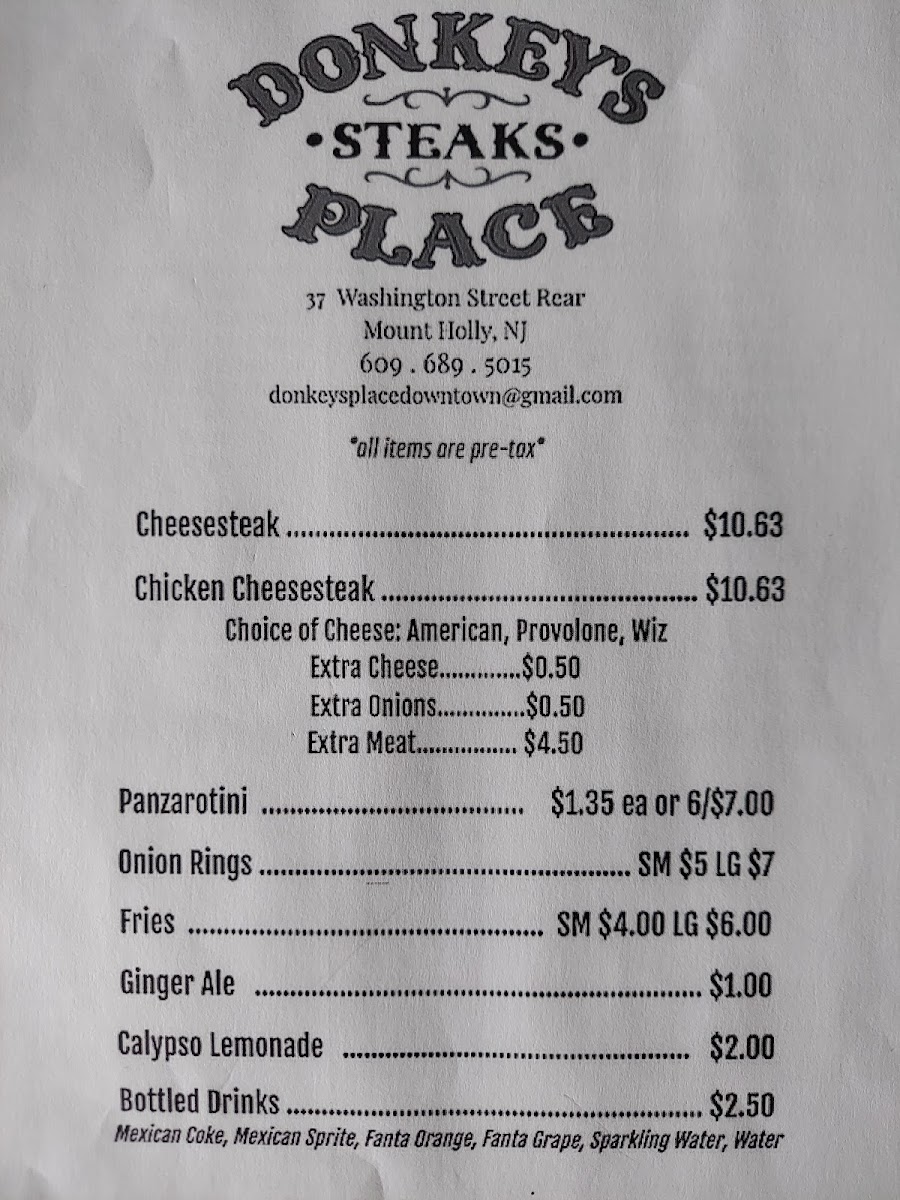 DONKEY'S
•STEAKS•
PLACE
37 Washington Street Rear
Mount Holly, NJ
609 . 689 . 5015
donkeysplacedowntown@gmail.com
*all items are pre-tax*
Cheesesteak ........................................................ $10.63
Chicken Cheesesteak ............................................ $10.63
Choice of Cheese: American, Provolone, Wiz
Extra Cheese.............$0.50
Extra Onions..............$0.50
Extra Meat................. $4.50
Panzarotini .................................... $1.35 ea or 6/$7.00
Onion Rings .................................................... SM $5 LG $7
Fries ................................................. SM $4.00 LG $6.00
Ginger Ale .............................................................. $1.00
Calypso Lemonade ................................................ $2.00
Bottled Drinks .......................................................... $2.50
Mexican Coke, Mexican Sprite, Fanta Orange, Fanta Grape, Sparkling Water, Water